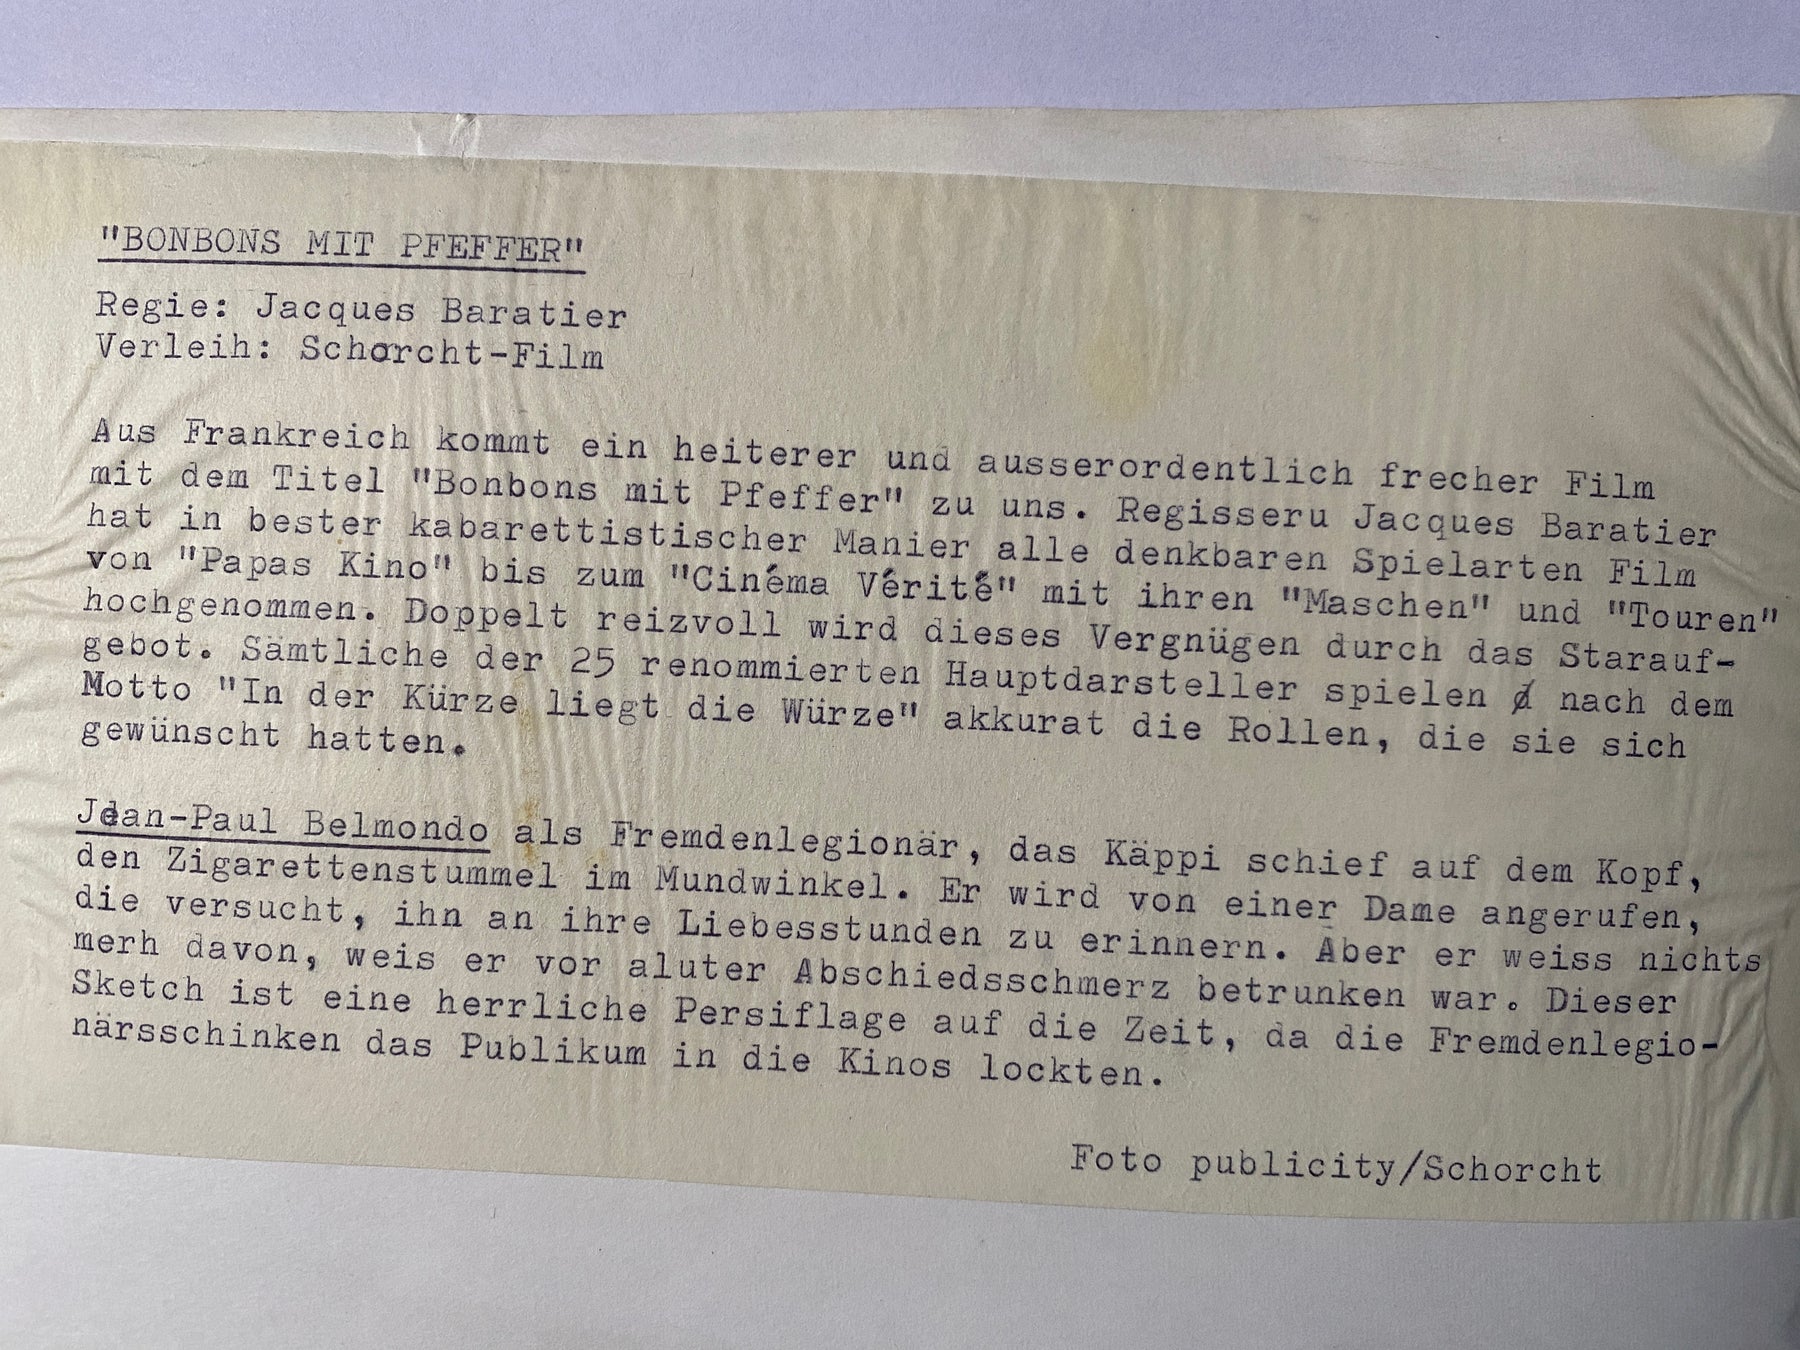 "BONBONS MIT PFEFFER"
Regie: Jacques Baratier
Verleih: Schorcht-Film
Aus Frankreich kommt ein heiterer und ausserordentlich frecher Film
mit dem Titel "Bonbons mit Pfeffer" zu uns. Regisseru Jacques Baratier
hat in bester kabarettistischer Manier alle denkbaren Spielarten Film
von "Papas Kino" bis zum "Cinéma Vérité" mit ihren "Maschen" und "Touren"
hochgenommen. Doppelt reizvoll wird dieses Vergnügen durch das Starauf-
gebot. Sämtliche der 25 renommierten Hauptdarsteller spielen nach dem
Motto "In der Kürze liegt die Würze" akkurat die Rollen, die sie sich
gewünscht hatten.
Jean-Paul Belmondo als Fremdenlegionär, das Käppi schief auf dem Kopf,
den Zigarettenstummel im Mundwinkel. Er wird von einer Dame angerufen,
die versucht, ihn an ihre Liebesstunden zu erinnern. Aber er weiss nichts
merh davon, weis er vor aluter Abschiedsschmerz betrunken war. Dieser
Sketch ist eine herrliche Persiflage auf die Zeit, da die Fremdenlegio-
närsschinken das Publikum in die Kinos lockten.
Foto publicity/Schorcht